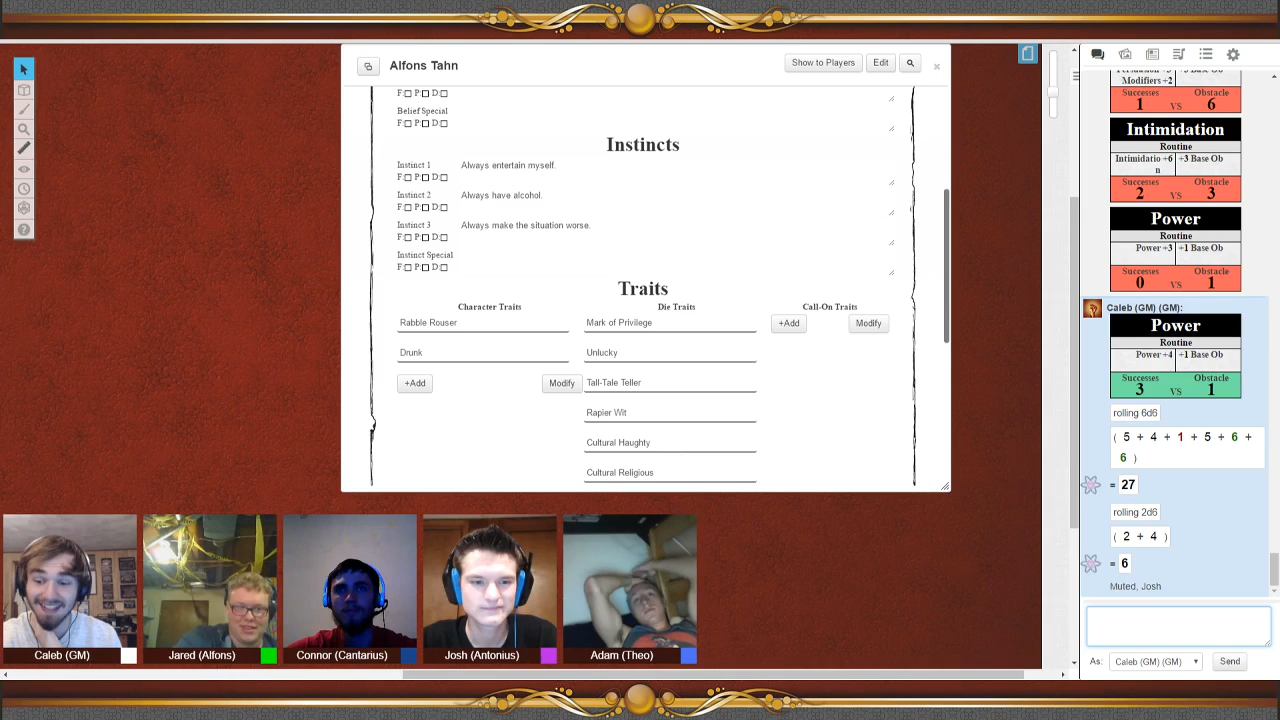 Alfons Tahn
Show to Players
Edit
F: P: D:
Belief Special
F: P: D:
Instincts
Instinct 1 Always entertain myself.
F: P: D:
Instinct 2 Always have alcohol.
F: P: D:
Instinct 3 Always make the situation worse.
F: P: D:
Instinct Special
F: P: D:
Traits
Character Traits Die Traits Call-On Traits
Rabble Rouser Mark of Privilege +Add Modify
Drunk Unlucky
+Add Modify Tall-Tale Teller
Rapier Wit
Cultural Haughty
Cultural Religious
Caleb (GM)
Jared (Alfons)
Connor (Cantarius)
Josh (Antonius)
Adam (Theo)
Modifiers +2
Successes Obstacle
1 VS 6
Intimidation
Routine
Intimidatio +6 +3 Base Ob
n
Successes Obstacle
2 VS 3
Power
Routine
Power +3 +1 Base Ob
Successes Obstacle
0 VS 1
Caleb (GM) (GM):
Power
Routine
Power +4 +1 Base Ob
Successes Obstacle
3 VS 1
rolling 6d6
( 5 + 4 + 1 + 5 + 6 +
6 )
= 27
rolling 2d6
( 2 + 4 )
= 6
Muted, Josh
As: Caleb (GM) (GM) Send